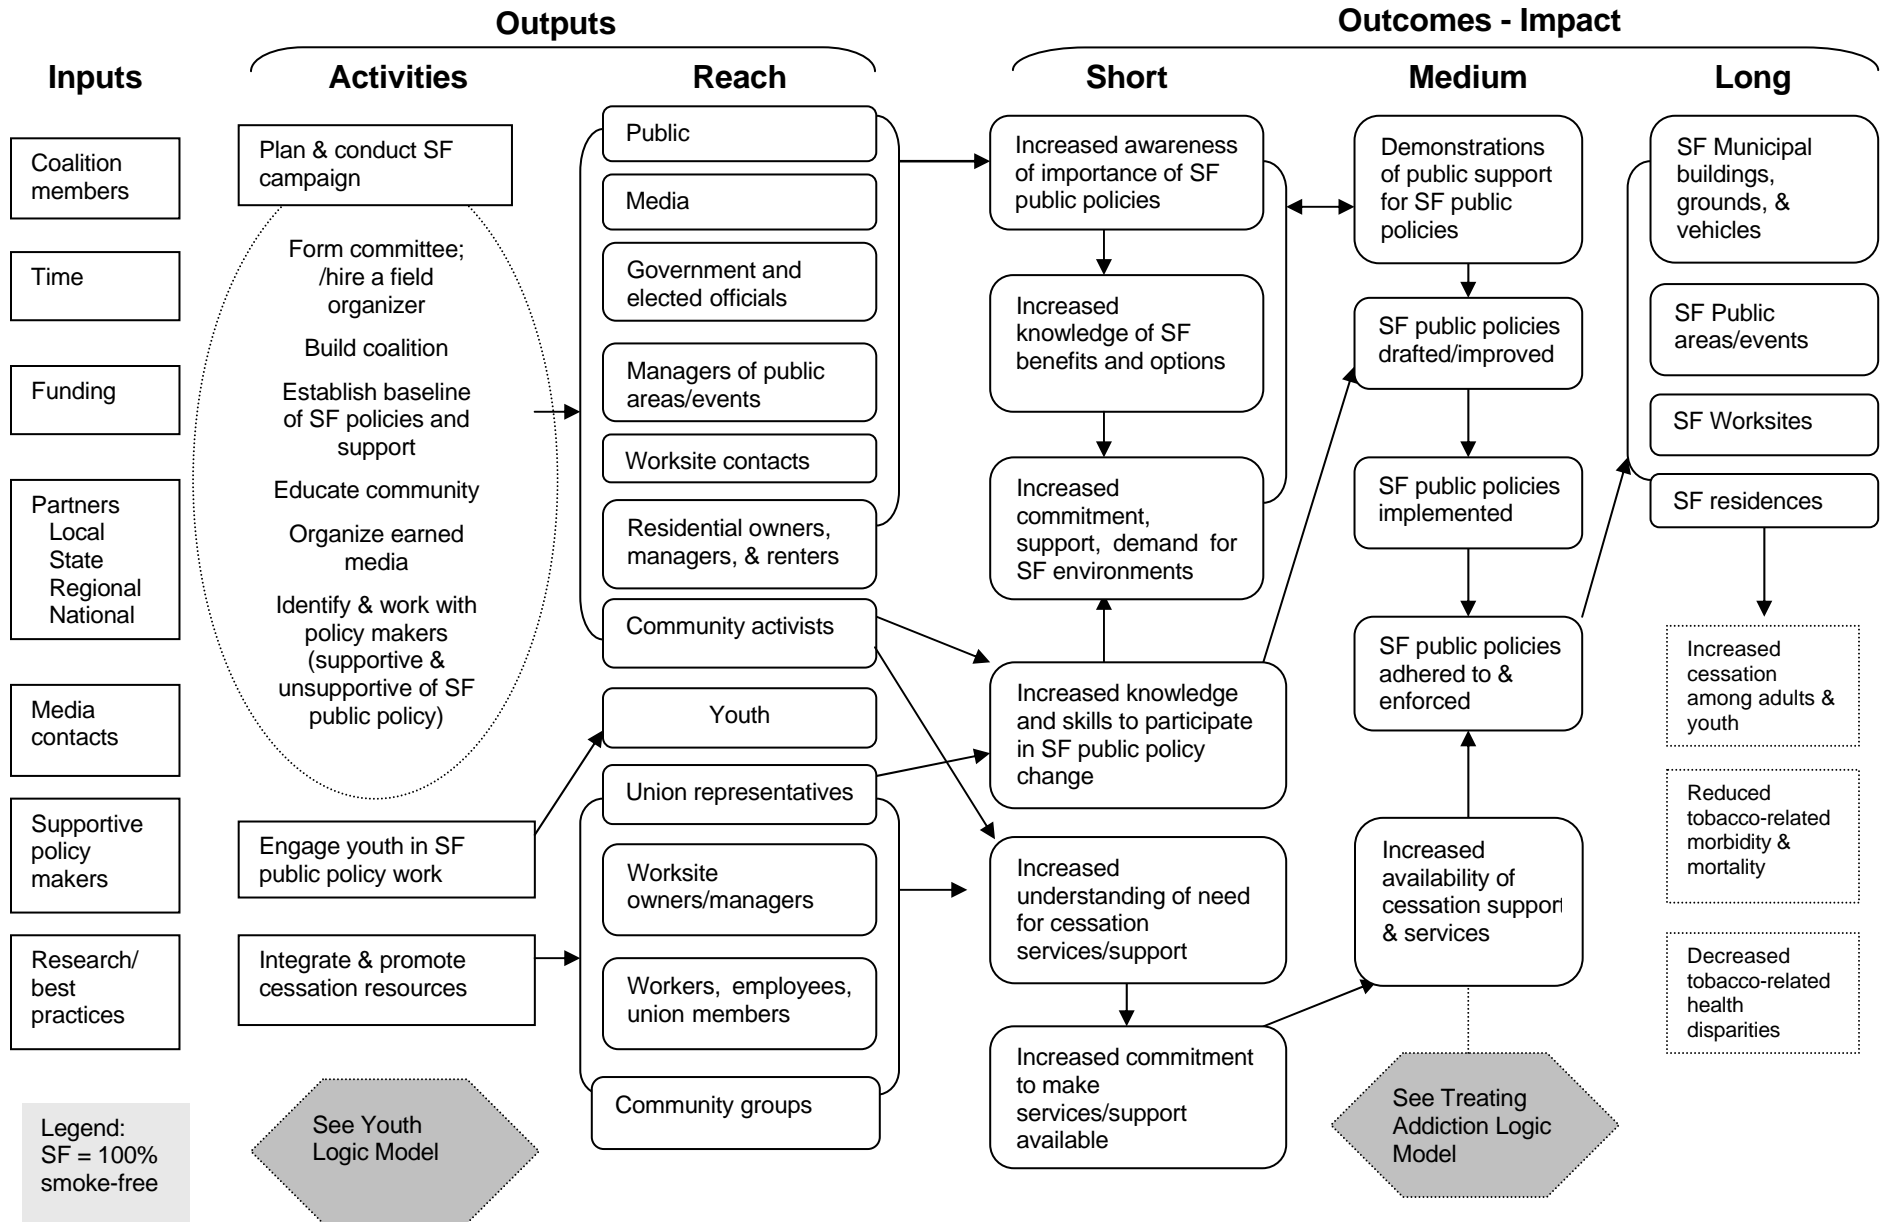 Outputs
Outcomes - Impact
Inputs
Activities
Reach
Short
Medium
Long
Coalition
members
Time
Funding
Partners
Local
State
Regional
National
Media
contacts
Supportive
policy
makers
Research/
best
practices
Legend:
SF = 100%
smoke-free
Plan & conduct SF
campaign
Form committee;
/hire a field
organizer
Build coalition
Establish baseline
of SF policies and
support
Educate community
Organize earned
media
Identify & work with
policy makers
(supportive &
unsupportive of SF
public policy)
Engage youth in SF
public policy work
Integrate & promote
cessation resources
See Youth
Logic Model
Public
Media
Government and
elected officials
Managers of public
areas/events
Worksite contacts
Residential owners,
managers, & renters
Community activists
Youth
Union representatives
Worksite
owners/managers
Workers, employees,
union members
Community groups
Increased awareness
of importance of SF
public policies
Increased
knowledge of SF
benefits and options
Increased
commitment,
support, demand for
SF environments
Increased knowledge
and skills to participate
in SF public policy
change
Increased
understanding of need
for cessation
services/support
Increased commitment
to make
services/support
available
Demonstrations
of public support
for SF public
policies
SF public policies
drafted/improved
SF public policies
implemented
SF public policies
adhered to &
enforced
Increased
availability of
cessation support
& services
See Treating
Addiction Logic
Model
SF Municipal
buildings,
grounds, &
vehicles
SF Public
areas/events
SF Worksites
SF residences
Increased
cessation
among adults &
youth
Reduced
tobacco-related
morbidity &
mortality
Decreased
tobacco-related
health
disparities